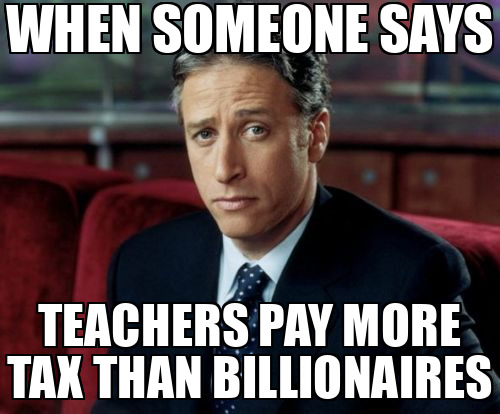 WHEN SOMEONE SAYS
TEACHERS PAY MORE
TAX THAN BILLIONAIRES